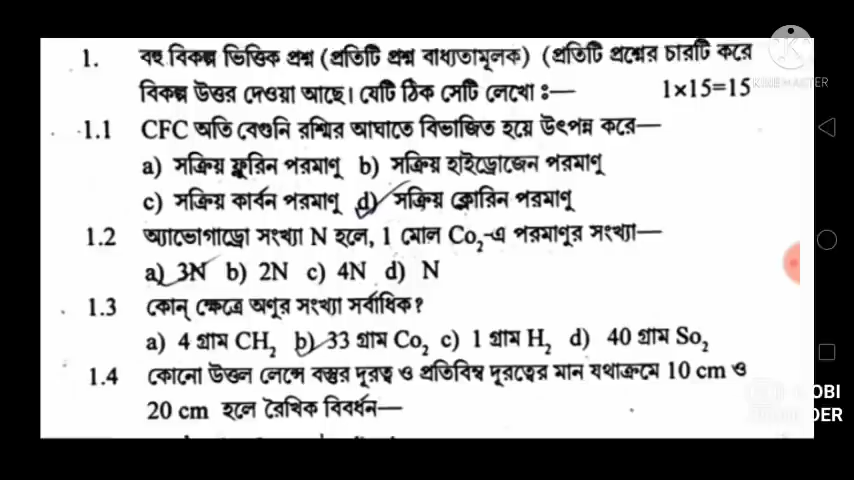 1. বহু বিকল্প ভিত্তিক প্রশ্ন (প্রতিটি প্রশ্ন বাধ্যতামূলক) (প্রতিটি প্রশ্নের চারটি করে
বিকল্প উত্তর দেওয়া আছে। যেটি ঠিক সেটি লেখো ঃ— 1×15=15
1.1 CFC অতি বেগুনি রশ্মির আঘাতে বিভাজিত হয়ে উৎপন্ন করে—
a) সক্রিয় ফ্লুরিন পরমাণু b) সক্রিয় হাইড্রোজেন পরমাণু
c) সক্রিয় কার্বন পরমাণু d) সক্রিয় ক্লোরিন পরমাণু
1.2 অ্যাভোগাড্রো সংখ্যা N হলে, 1 মোল Co₂-এ পরমাণুর সংখ্যা—
a) 3N b) 2N c) 4N d) N
1.3 কোন্ ক্ষেত্রে অণুর সংখ্যা সর্বাধিক?
a) 4 গ্রাম CH₂ b) 33 গ্রাম Co₂ c) 1 গ্রাম H₂ d) 40 গ্রাম So₂
1.4 কোনো উত্তল লেন্সে বস্তুর দূরত্ব ও প্রতিবিম্ব দূরত্বের মান যথাক্রমে 10 cm ও
20 cm হলে রৈখিক বিবর্ধন—
KINEMASTER